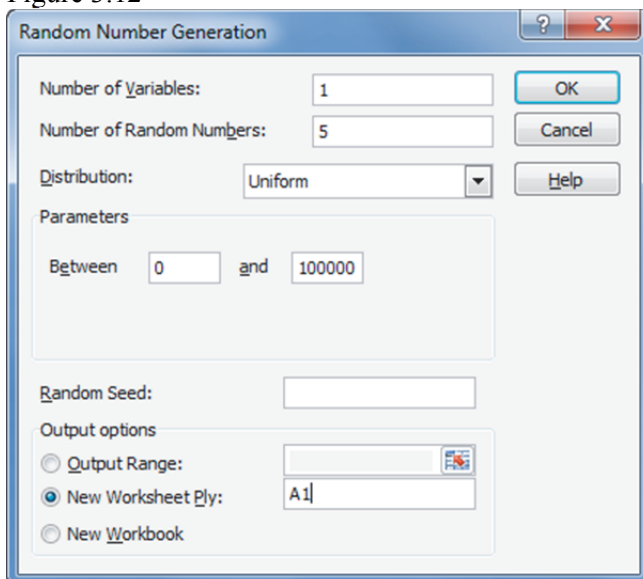 Figure 3.12
Random Number Generation
Number of Variables: 1
OK
Number of Random Numbers: 5
Cancel
Distribution: Uniform
Help
Parameters
Between 0 and 100000
Random Seed:
Output options
Output Range:
New Worksheet Ply: A1
New Workbook